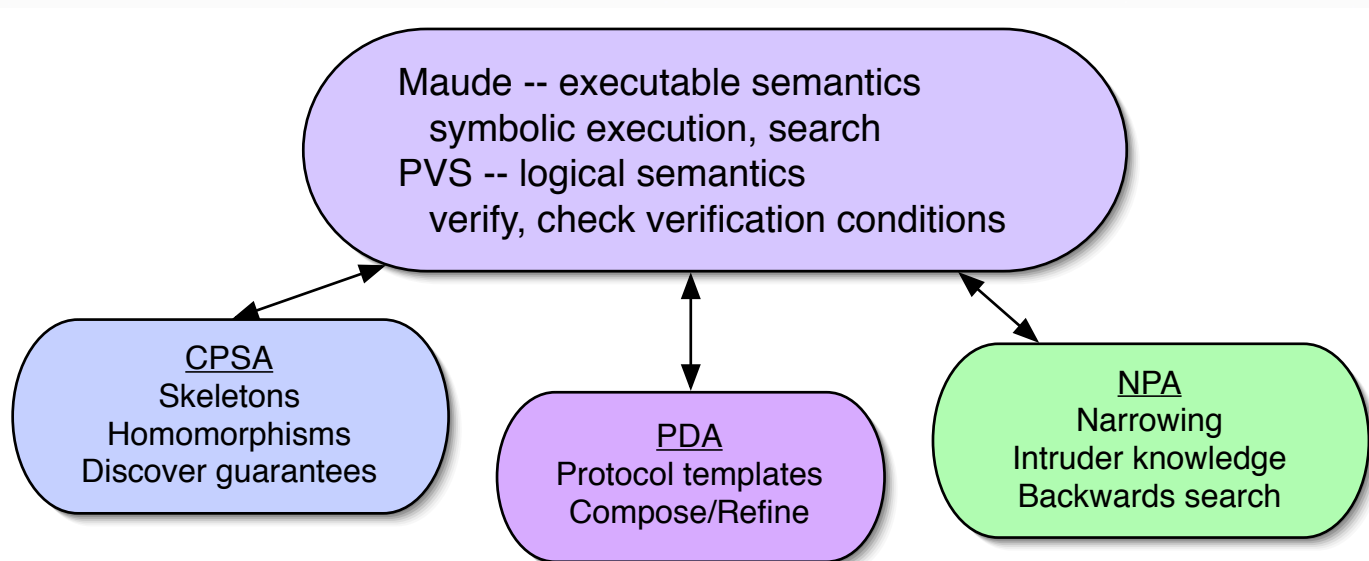 Maude -- executable semantics
symbolic execution, search
PVS -- logical semantics
verify, check verification conditions
CPSA
Skeletons
Homomorphisms
Discover guarantees
PDA
Protocol templates
Compose/Refine
NPA
Narrowing
Intruder knowledge
Backwards search